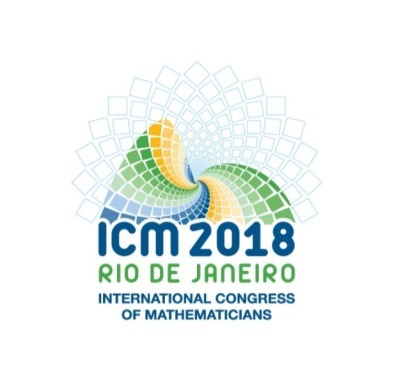 ICM 2018
RIO DE JANEIRO
INTERNATIONAL CONGRESS
OF MATHEMATICIANS